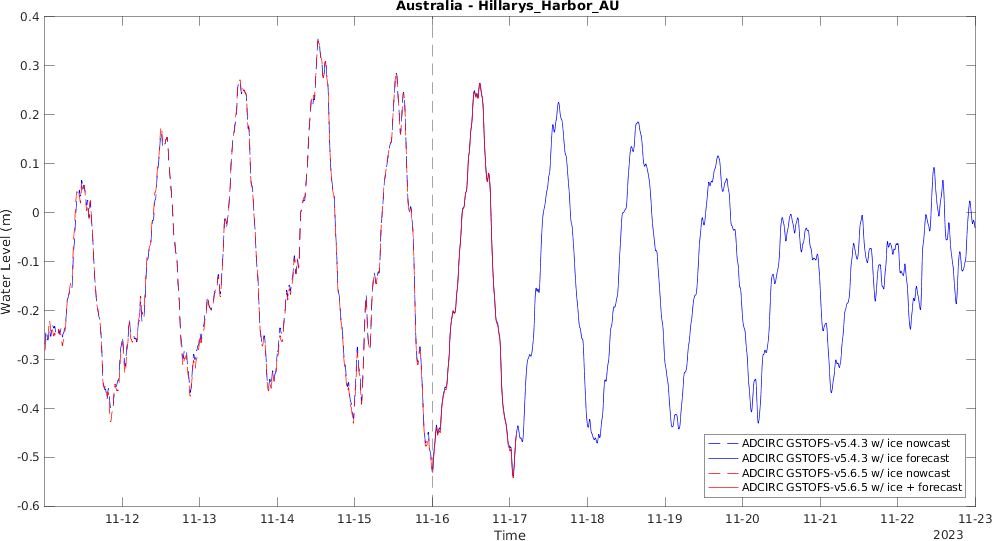 Australia - Hillarys_Harbor_AU
Water Level (m)
0.4
0.3
0.2
0.1
0
-0.1
-0.2
-0.3
-0.4
-0.5
-0.6
ADCIRC GSTOFS-v5.4.3 w/ ice nowcast
ADCIRC GSTOFS-v5.4.3 w/ ice forecast
ADCIRC GSTOFS-v5.6.5 w/ ice nowcast
ADCIRC GSTOFS-v5.6.5 w/ ice + forecast
11-12 11-13 11-14 11-15 11-16 11-17 11-18 11-19 11-20 11-21 11-22 11-23
Time
2023